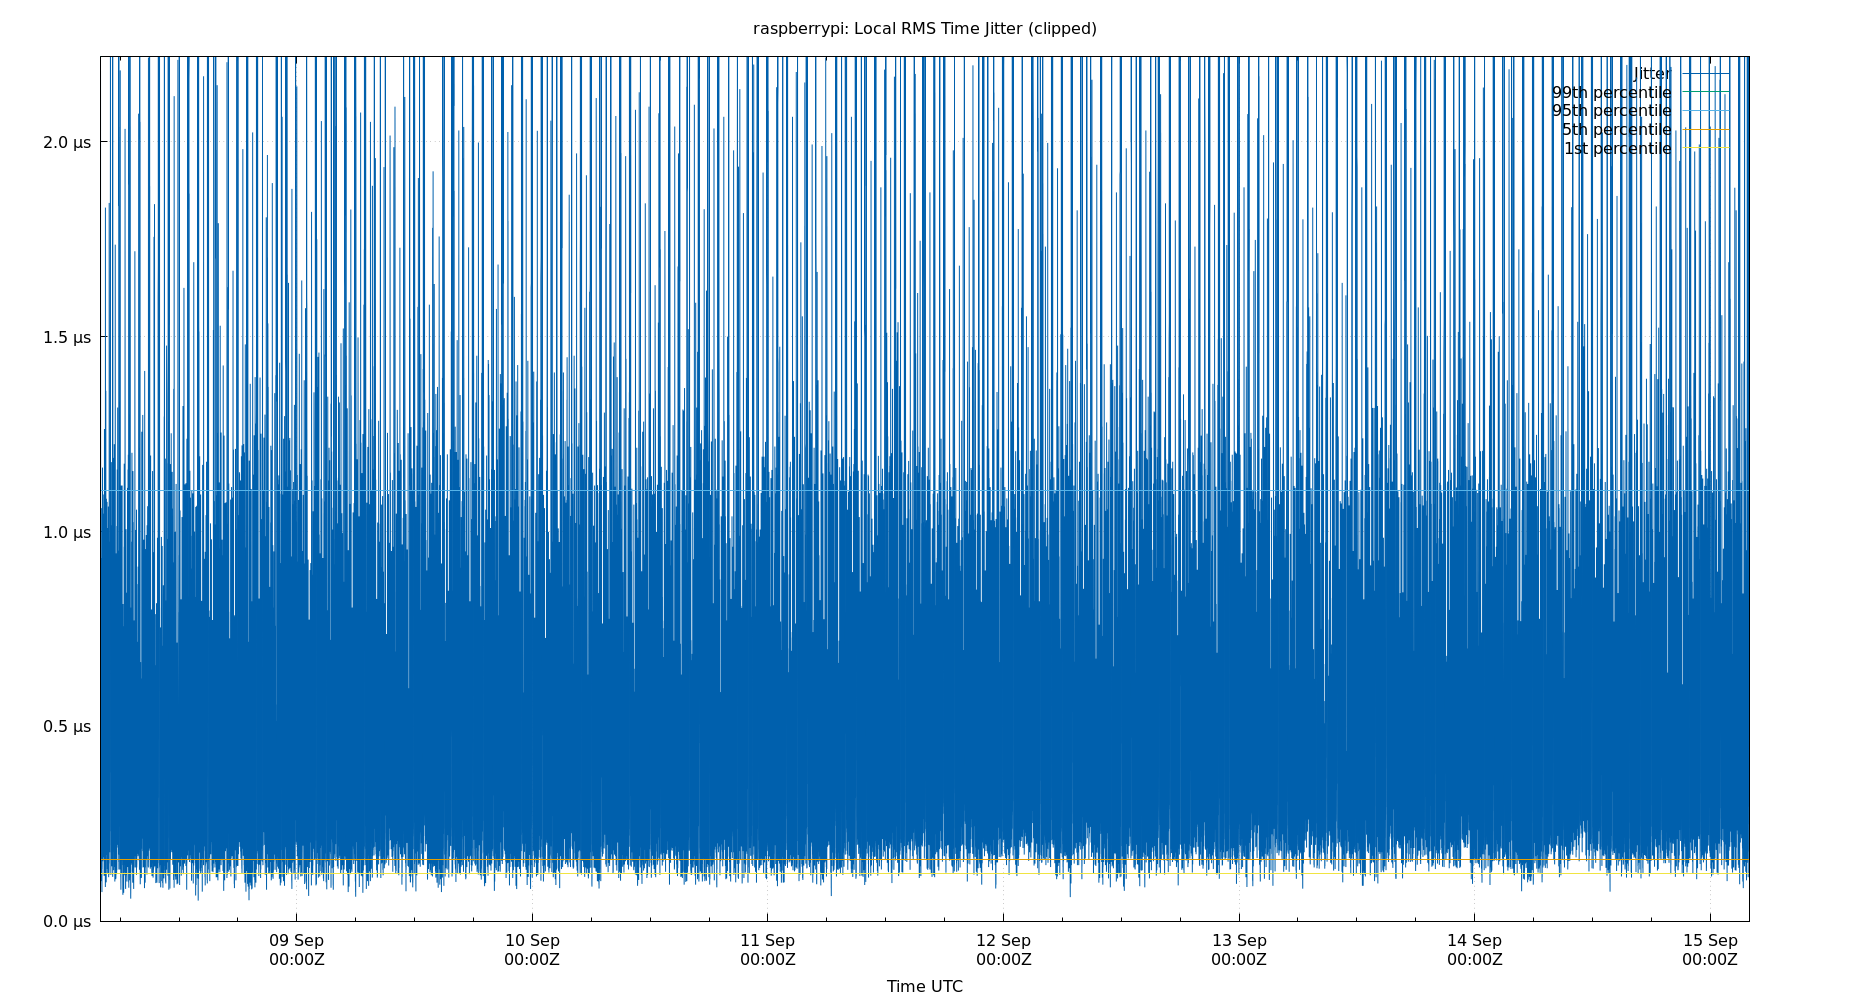 raspberrypi: Local RMS Time Jitter (clipped)
Jitter
99th percentile
95th percentile
5th percentile
1st percentile
2.0 μs
1.5 μs
1.0 μs
0.5 μs
0.0 μs
09 Sep 10 Sep 11 Sep 12 Sep 13 Sep 14 Sep 15 Sep
00:00Z 00:00Z 00:00Z 00:00Z 00:00Z 00:00Z 00:00Z
Time UTC